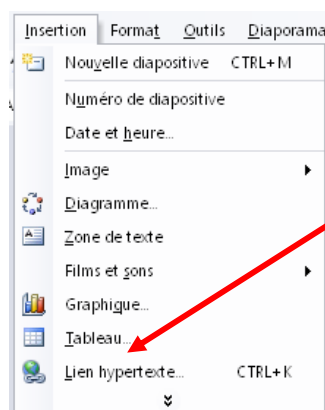 Insertion Format Outils Diaporama
Nouvelle diapositive CTRL+M
Numéro de diapositive
Date et heure...
Image
Diagramme...
Zone de texte
Films et sons
Graphique...
Tableau...
Lien hypertexte... CTRL+K